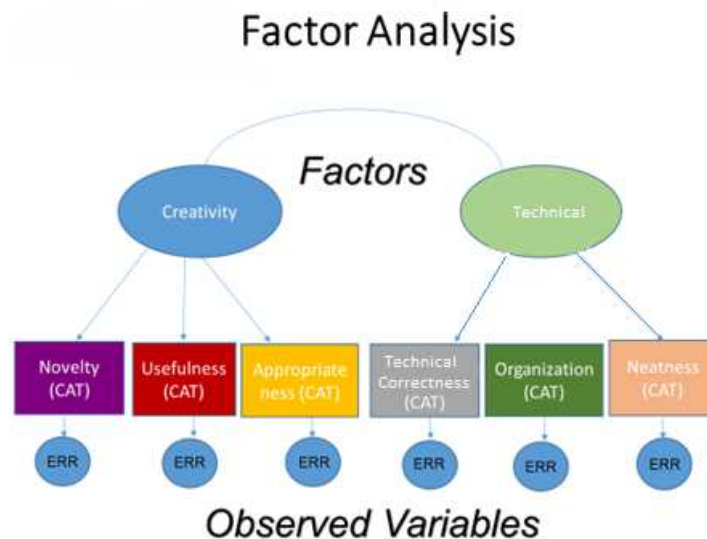 Factor Analysis
Factors
Creativity
Technical
Novelty
(CAT)
Usefulness
(CAT)
Appropriate
ness (CAT)
Technical
Correctness
(CAT)
Organization
(CAT)
Neatness
(CAT)
ERR
ERR
ERR
ERR
ERR
ERR
Observed Variables